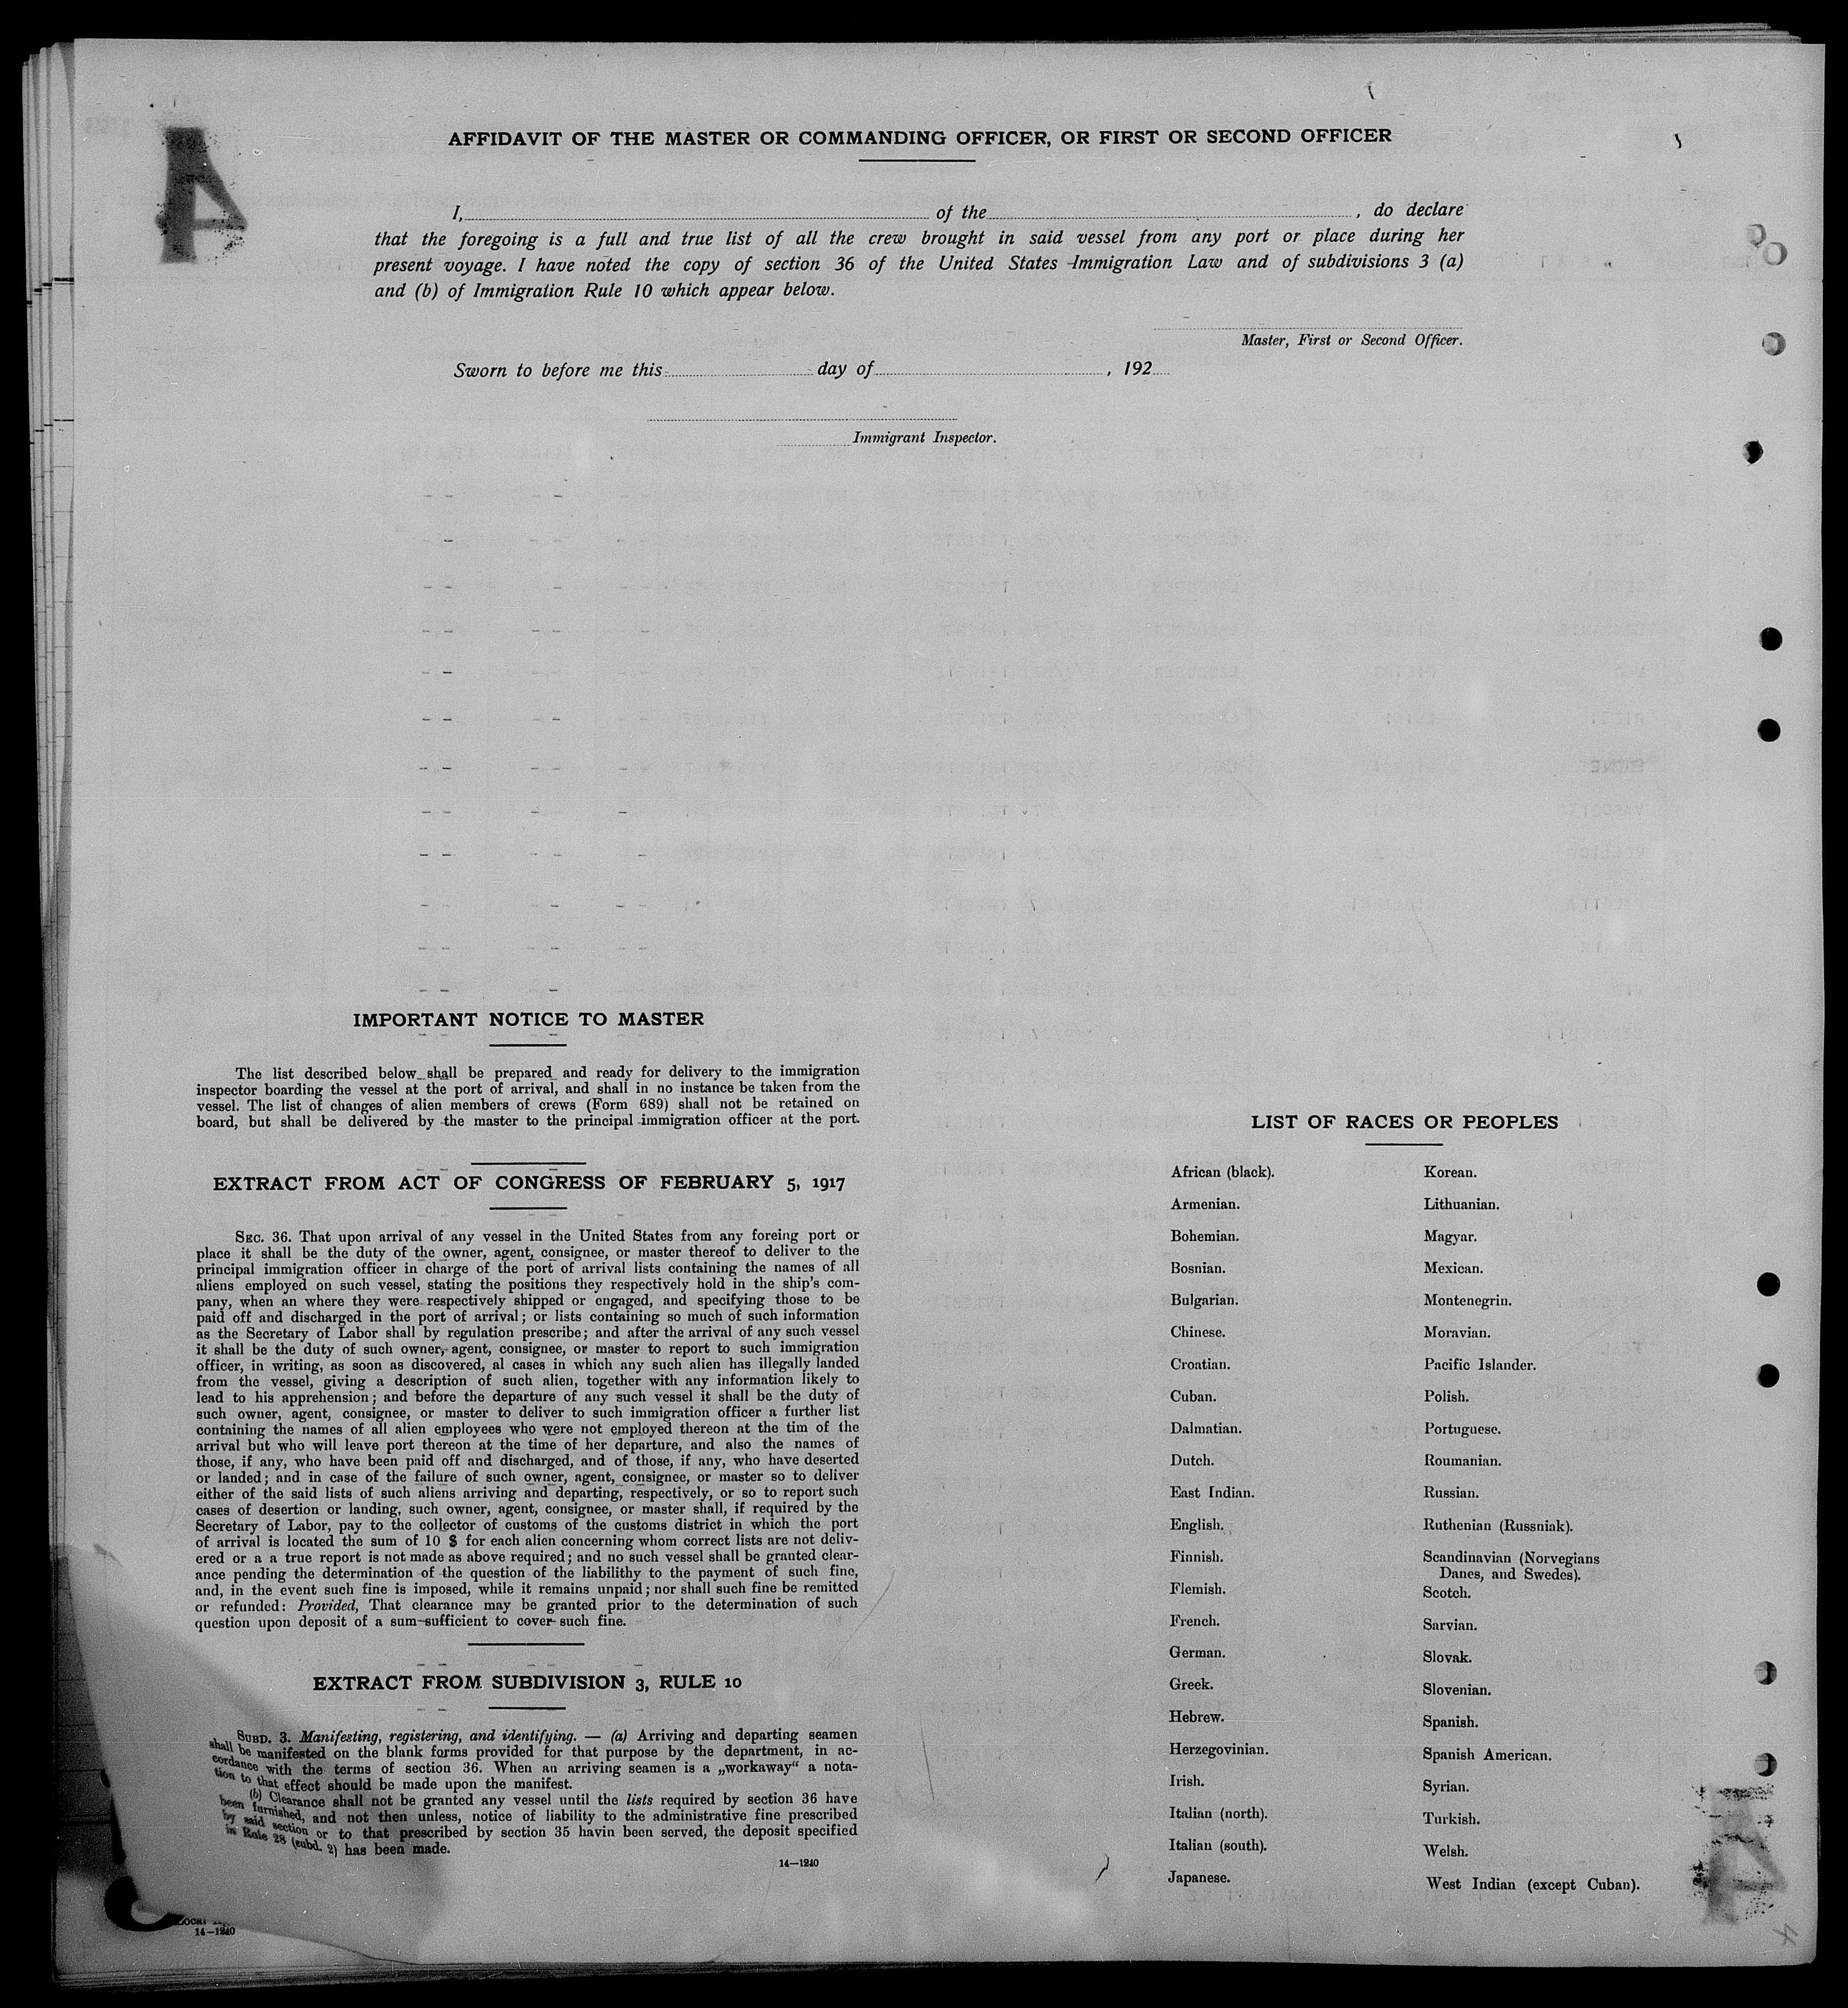 4
AFFIDAVIT OF THE MASTER OR COMMANDING OFFICER, OR FIRST OR SECOND OFFICER
I, of the , do declare
that the foregoing is a full and true list of all the crew brought in said vessel from any port or place during her
present voyage. I have noted the copy of section 36 of the United States Immigration Law and of subdivisions 3 (a)
and (b) of Immigration Rule 10 which appear below.
Master, First or Second Officer.
Sworn to before me this day of , 192
Immigrant Inspector.
IMPORTANT NOTICE TO MASTER
The list described below shall be prepared and ready for delivery to the immigration
inspector boarding the vessel at the port of arrival, and shall in no instance be taken from the
vessel. The list of changes of alien members of crews (Form 689) shall not be retained on
board, but shall be delivered by the master to the principal immigration officer at the port.
EXTRACT FROM ACT OF CONGRESS OF FEBRUARY 5, 1917
SEC. 36. That upon arrival of any vessel in the United States from any foreing port or
place it shall be the duty of the owner, agent, consignee, or master thereof to deliver to the
principal immigration officer in charge of the port of arrival lists containing the names of all
aliens employed on such vessel, stating the positions they respectively hold in the ship's com-
pany, when an where they were respectively shipped or engaged, and specifying those to be
paid off and discharged in the port of arrival; or lists containing so much of such information
as the Secretary of Labor shall by regulation prescribe; and after the arrival of any such vessel
it shall be the duty of such owner, agent, consignee, or master to report to such immigration
officer, in writing, as soon as discovered, al cases in which any such alien has illegally landed
from the vessel, giving a description of such alien, together with any information likely to
lead to his apprehension; and before the departure of any such vessel it shall be the duty of
such owner, agent, consignee, or master to deliver to such immigration officer a further list
containing the names of all alien employees who were not employed thereon at the tim of the
arrival but who will leave port thereon at the time of her departure, and also the names of
those, if any, who have been paid off and discharged, and of those, if any, who have deserted
or landed; and in case of the failure of such owner, agent, consignee, or master so to deliver
either of the said lists of such aliens arriving and departing, respectively, or so to report such
cases of desertion or landing, such owner, agent, consignee, or master shall, if required by the
Secretary of Labor, pay to the collector of customs of the customs district in which the port
of arrival is located the sum of 10 $ for each alien concerning whom correct lists are not deliv-
ered or a a true report is not made as above required; and no such vessel shall be granted clear-
ance pending the determination of the question of the liabilithy to the payment of such fine,
and, in the event such fine is imposed, while it remains unpaid; nor shall such fine be remitted
or refunded: Provided, That clearance may be granted prior to the determination of such
question upon deposit of a sum sufficient to cover such fine.
EXTRACT FROM SUBDIVISION 3, RULE 10
SUBD. 3. Manifesting, registering, and identifying. — (a) Arriving and departing seamen
shall be manifested on the blank forms provided for that purpose by the department, in ac-
cordance with the terms of section 36. When an arriving seamen is a „workaway“ a nota-
tion to that effect should be made upon the manifest.
(b) Clearance shall not be granted any vessel until the lists required by section 36 have
been furnished, and not then unless, notice of liability to the administrative fine prescribed
by said section or to that prescribed by section 35 havin been served, the deposit specified
in Rule 28 (subd. 2) has been made.
14—1240
Local
14—1240
LIST OF RACES OR PEOPLES
African (black).
Armenian.
Bohemian.
Bosnian.
Bulgarian.
Chinese.
Croatian.
Cuban.
Dalmatian.
Dutch.
East Indian.
English.
Finnish.
Flemish.
French.
German.
Greek.
Hebrew.
Herzegovinian.
Irish.
Italian (north).
Italian (south).
Japanese.
Korean.
Lithuanian.
Magyar.
Mexican.
Montenegrin.
Moravian.
Pacific Islander.
Polish.
Portuguese.
Roumanian.
Russian.
Ruthenian (Russniak).
Scandinavian (Norvegians
Danes, and Swedes).
Scotch.
Sarvian.
Slovak.
Slovenian.
Spanish.
Spanish American.
Syrian.
Turkish.
Welsh.
West Indian (except Cuban).
4
4